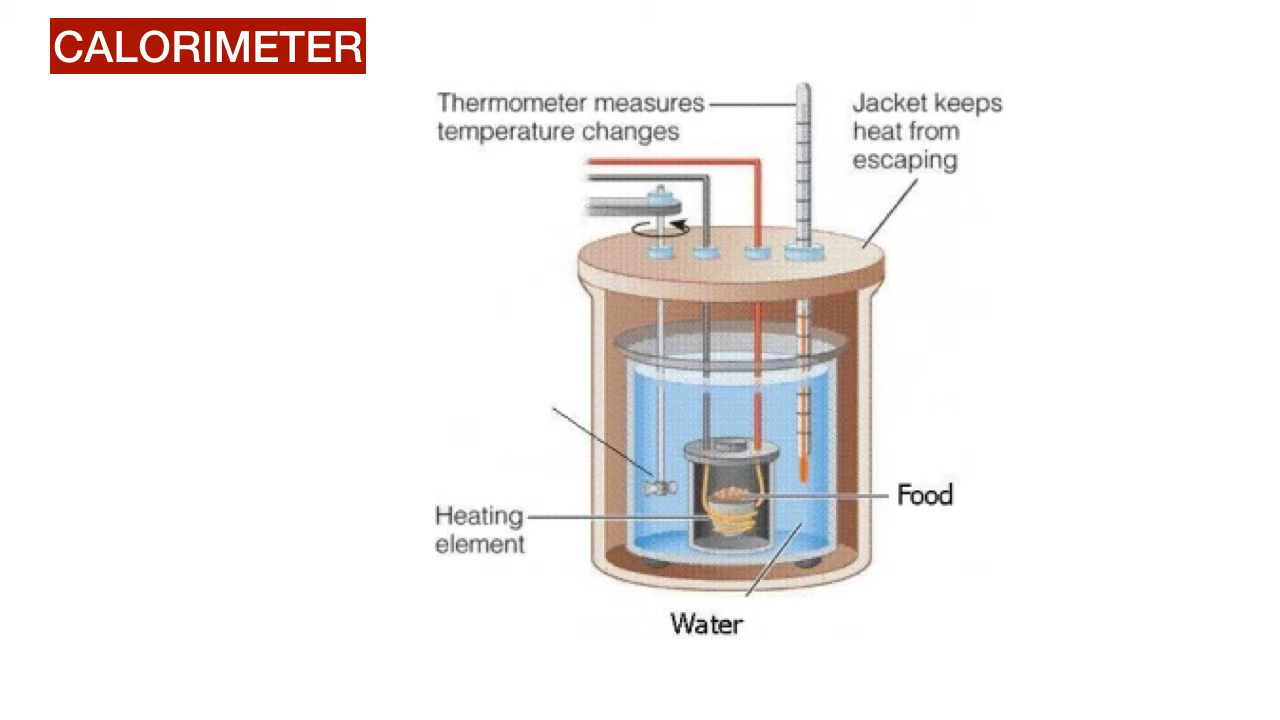 CALORIMETER
Thermometer measures
temperature changes
Jacket keeps
heat from
escaping
Food
Heating
element
Water